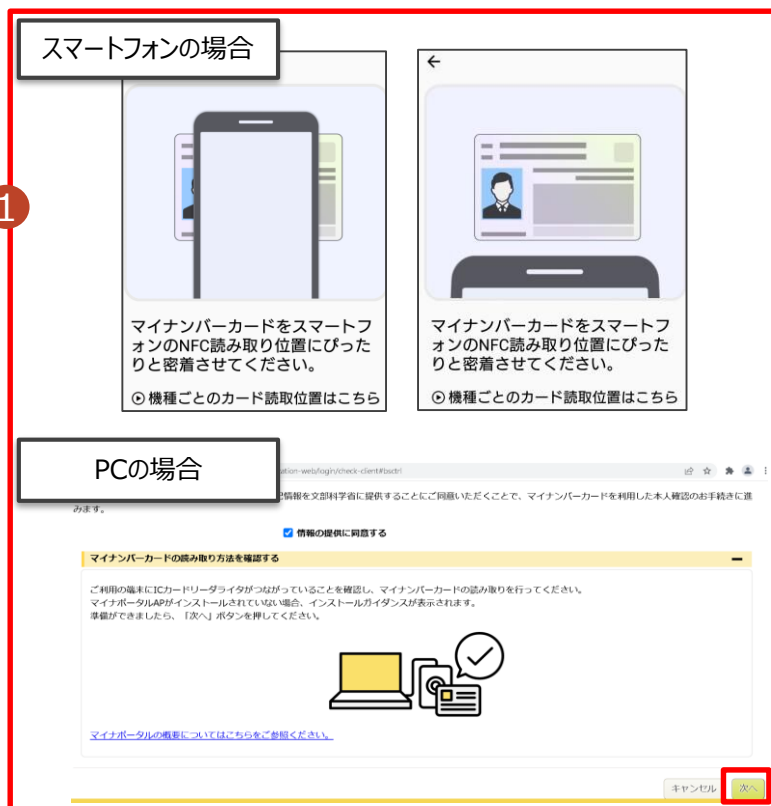 スマートフォンの場合
1
マイナンバーカードをスマートフ
ォンのNFC読み取り位置にぴった
りと密着させてください。
機種ごとのカード読取位置はこちら
マイナンバーカードをスマートフ
ォンのNFC読み取り位置にぴった
りと密着させてください。
機種ごとのカード読取位置はこちら
PCの場合
ation-web/login/check-client#bsctrl
情報を文部科学省に提供することにご同意いただくことで、マイナンバーカードを利用した本人確認のお手続きに進
みます。
情報の提供に同意する
マイナンバーカードの読み取り方法を確認する
ご利用の端末にICカードリーダライタがつながっていることを確認し、マイナンバーカードの読み取りを行ってください。
マイナポータルAPがインストールされていない場合、インストールガイダンスが表示されます。
準備ができましたら、「次へ」ボタンを押してください。
マイナポータルの概要についてはこちらをご参照ください。
キャンセル
次へ